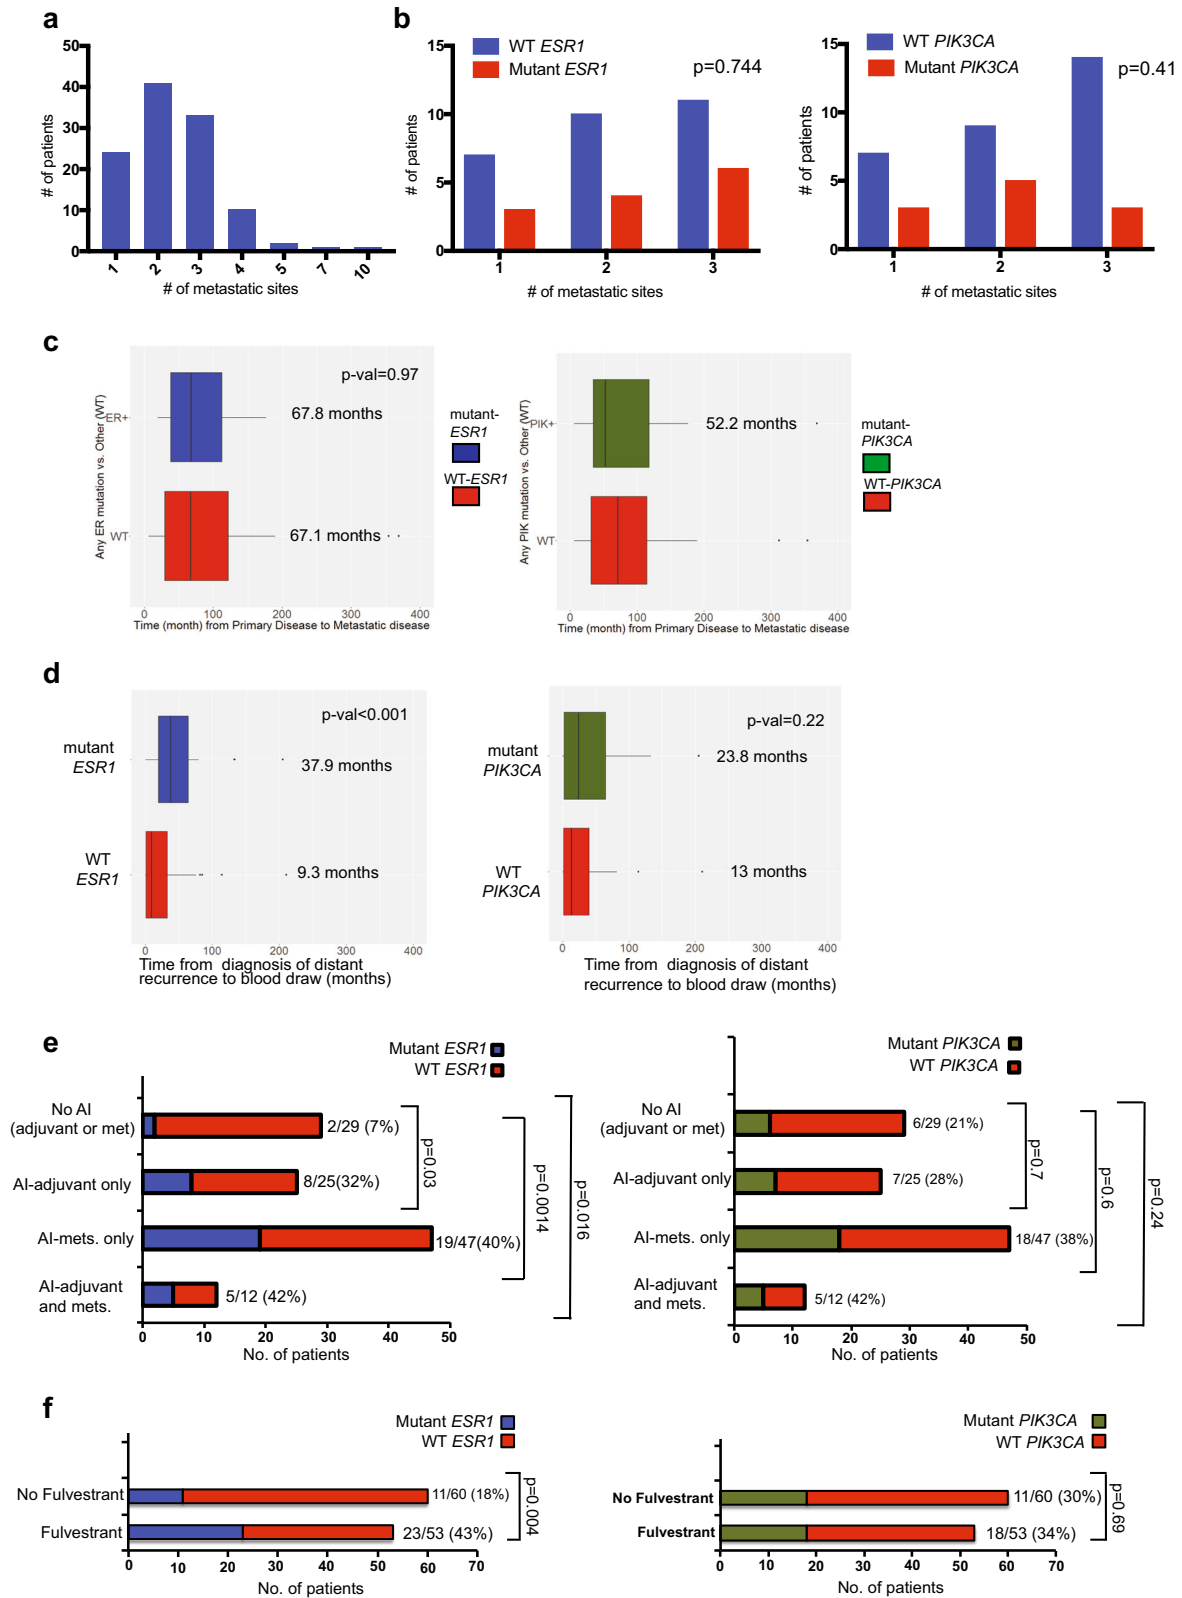 a
50
40
30
20
10
0
# of patients
1 2 3 4 5 7 10
# of metastatic sites
b
15
10
5
0
# of patients
WT ESR1
Mutant ESR1
p=0.744
1 2 3
# of metastatic sites
15
10
5
0
# of patients
WT PIK3CA
Mutant PIK3CA
p=0.41
1 2 3
# of metastatic sites
c
Any ER mutation vs. Other (WT)
ER+
WT
p-val=0.97
67.8 months
67.1 months
0 100 200 300 400
Time (month) from Primary Disease to Metastatic disease
mutant-
ESR1
WT-ESR1
Any PIK mutation vs. Other (WT)
PIK+
WT
52.2 months
0 100 200 300 400
Time (month) from Primary Disease to Metastatic disease
mutant-
PIK3CA
WT-PIK3CA
d
mutant
ESR1
WT
ESR1
p-val<0.001
37.9 months
9.3 months
0 100 200 300 400
Time from diagnosis of distant
recurrence to blood draw (months)
mutant
PIK3CA
WT
PIK3CA
p-val=0.22
23.8 months
13 months
0 100 200 300 400
Time from diagnosis of distant
recurrence to blood draw (months)
e
Mutant ESR1
WT ESR1
No AI
(adjuvant or met)
2/29 (7%)
AI-adjuvant only
8/25(32%)
AI-mets. only
19/47(40%)
AI-adjuvant
and mets.
5/12 (42%)
p=0.03
p=0.0014
p=0.016
0 10 20 30 40 50
No. of patients
Mutant PIK3CA
WT PIK3CA
No AI
(adjuvant or met)
6/29 (21%)
AI-adjuvant only
7/25 (28%)
AI-mets. only
18/47 (38%)
AI-adjuvant
and mets.
5/12 (42%)
p=0.7
p=0.6
p=0.24
0 10 20 30 40 50
No. of patients
f
Mutant ESR1
WT ESR1
No Fulvestrant
11/60 (18%)
Fulvestrant
23/53 (43%)
p=0.004
0 10 20 30 40 50 60 70
No. of patients
Mutant PIK3CA
WT PIK3CA
No Fulvestrant
11/60 (30%)
Fulvestrant
18/53 (34%)
p=0.69
0 10 20 30 40 50 60 70
No. of patients